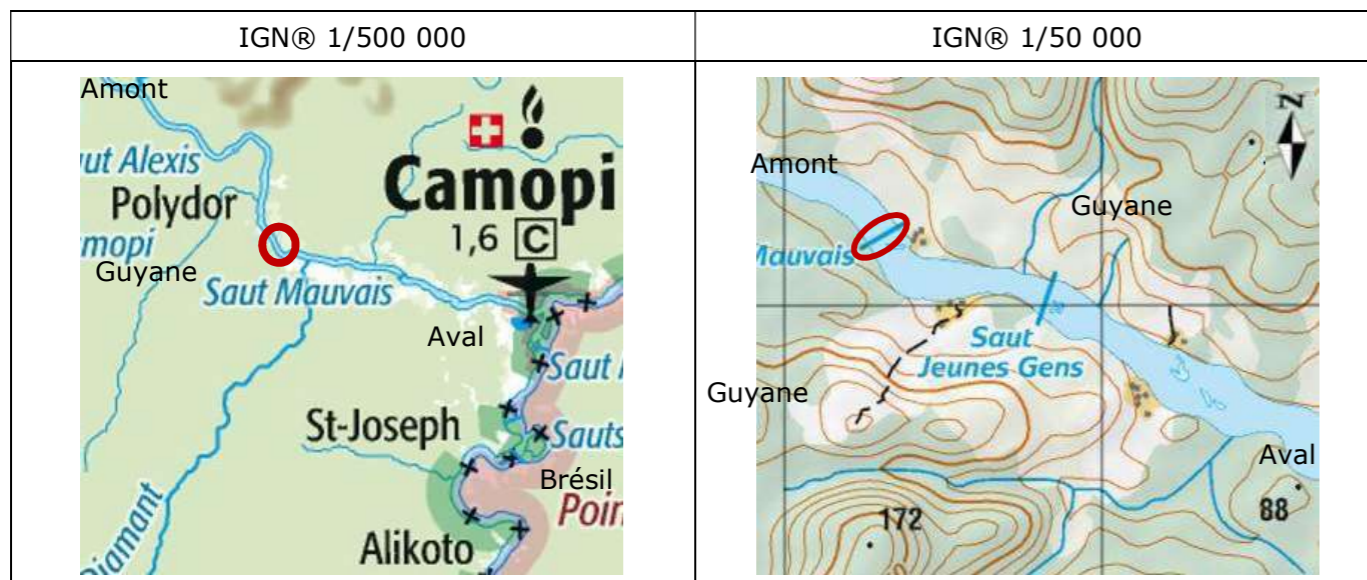 IGN® 1/500 000
IGN® 1/50 000
Amont
ut Alexis
Polydor
mopi
Guyane
Saut Mauvais
Camopi
1,6 C
Aval
Saut
St-Joseph
Sauts
Brésil
Poin
Alikoto
Diamant
N
Amont
Guyane
Mauvais
Saut
Jeunes Gens
Guyane
Aval
172
88